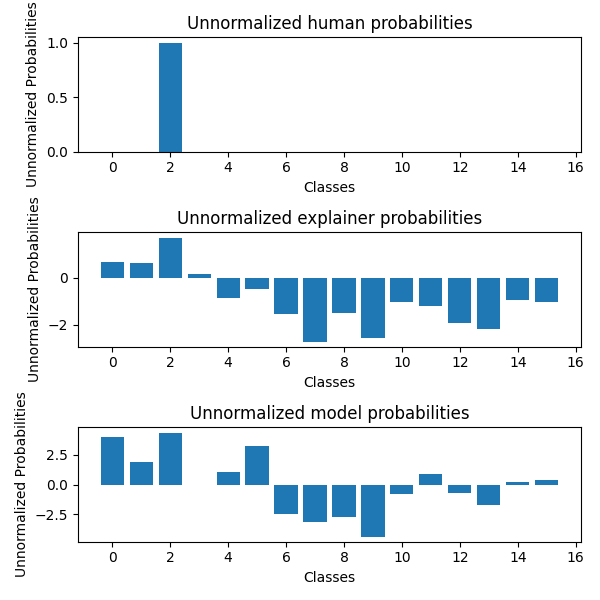 Unnormalized human probabilities
Unnormalized Probabilities
1.0
0.5
0.0
0 2 4 6 8 10 12 14 16
Classes
Unnormalized explainer probabilities
Unnormalized Probabilities
0
−2
0 2 4 6 8 10 12 14 16
Classes
Unnormalized model probabilities
Unnormalized Probabilities
2.5
0.0
−2.5
0 2 4 6 8 10 12 14 16
Classes